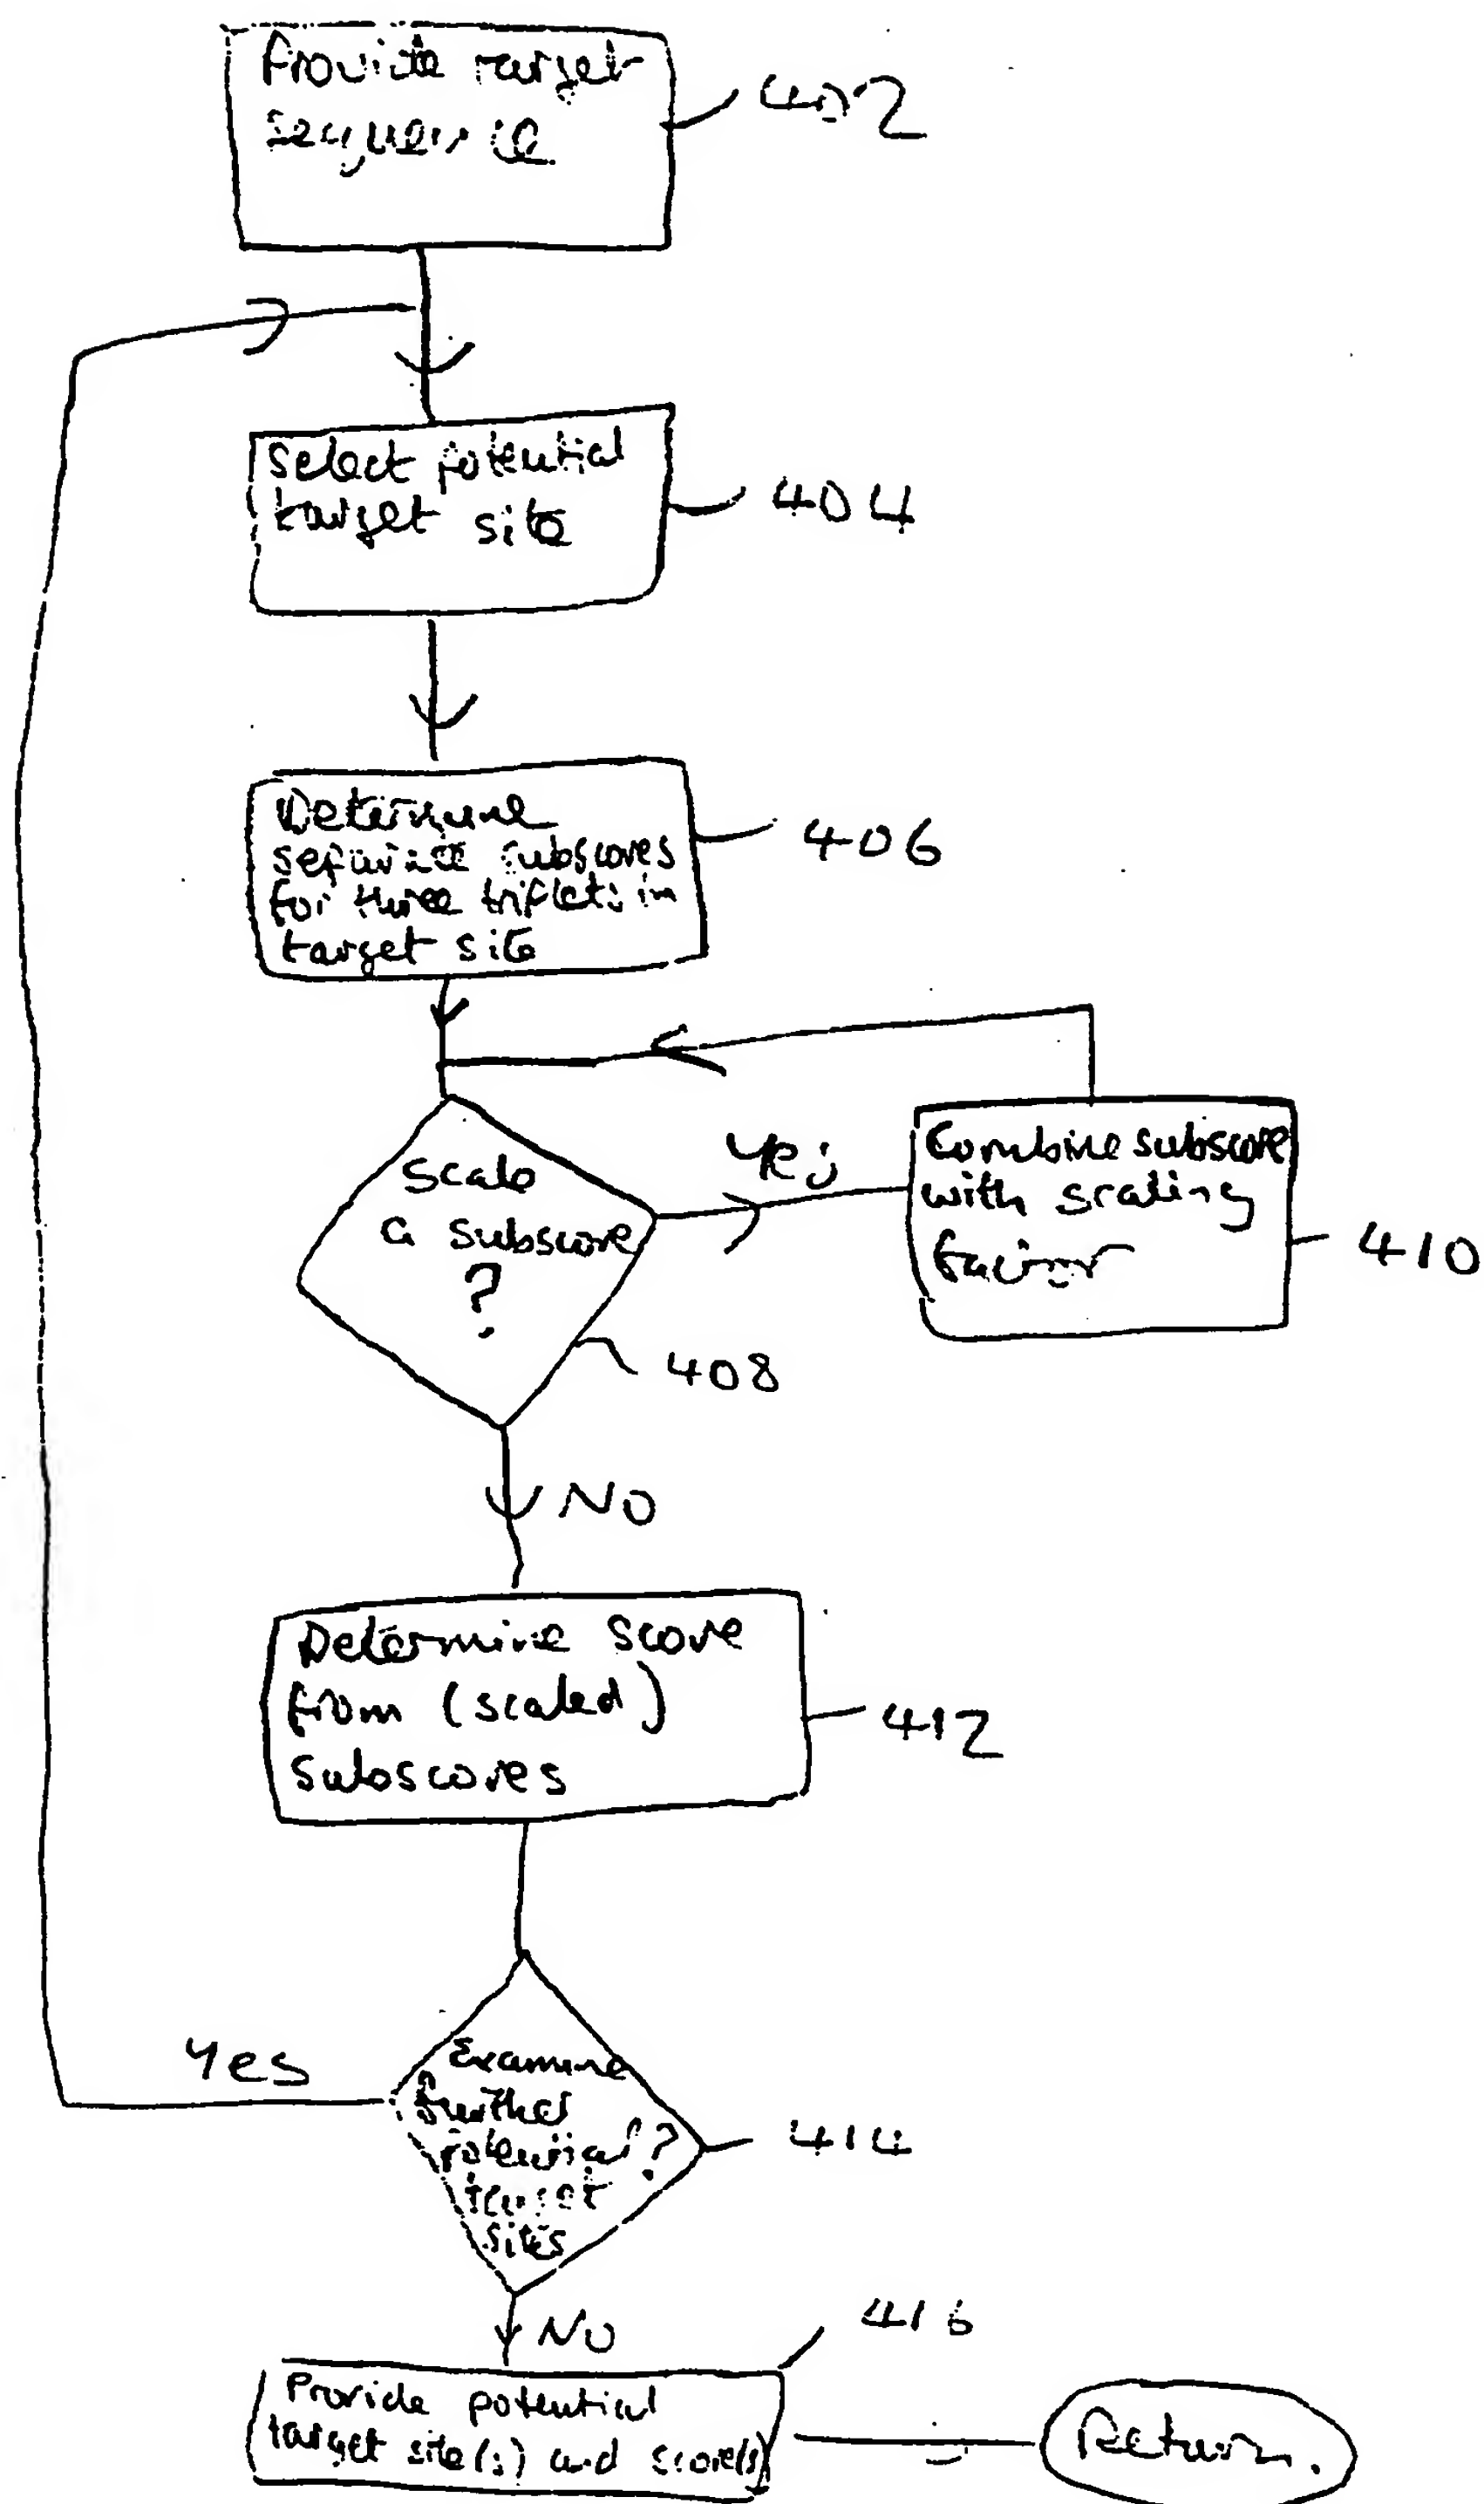 Provide target
sequence
402
Select potential
target site
404
Determine
separate subscores
for three triplets in
target site
406
Scale
a subscore
?
408
Yes
Combine subscore
with scaling
factor
410
No
Determine score
from (scaled)
subscores
412
Examine
further
potential?
target
sites
414
Yes
No
416
Provide potential
target site(s) and score(s)
Return.